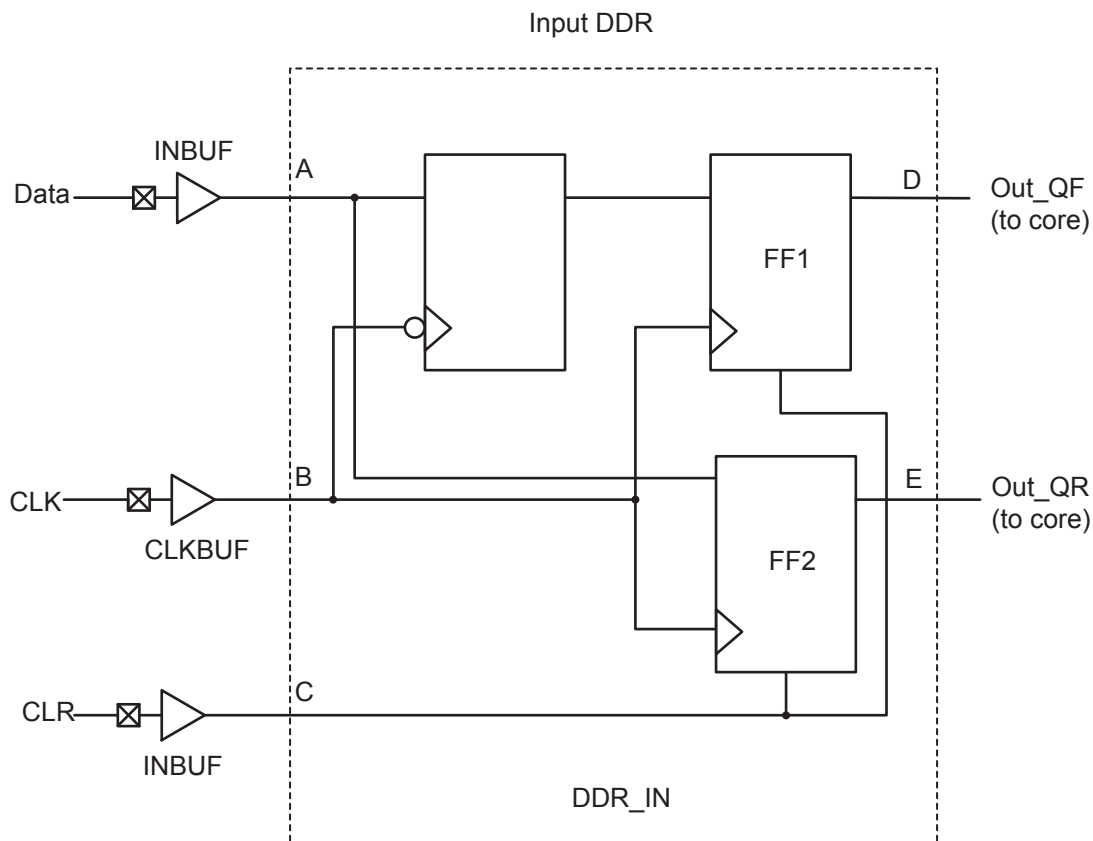 Input DDR
INBUF
A
Data
D
Out_QF
(to core)
FF1
B
CLK
CLKBUF
E
Out_QR
(to core)
FF2
C
CLR
INBUF
DDR_IN